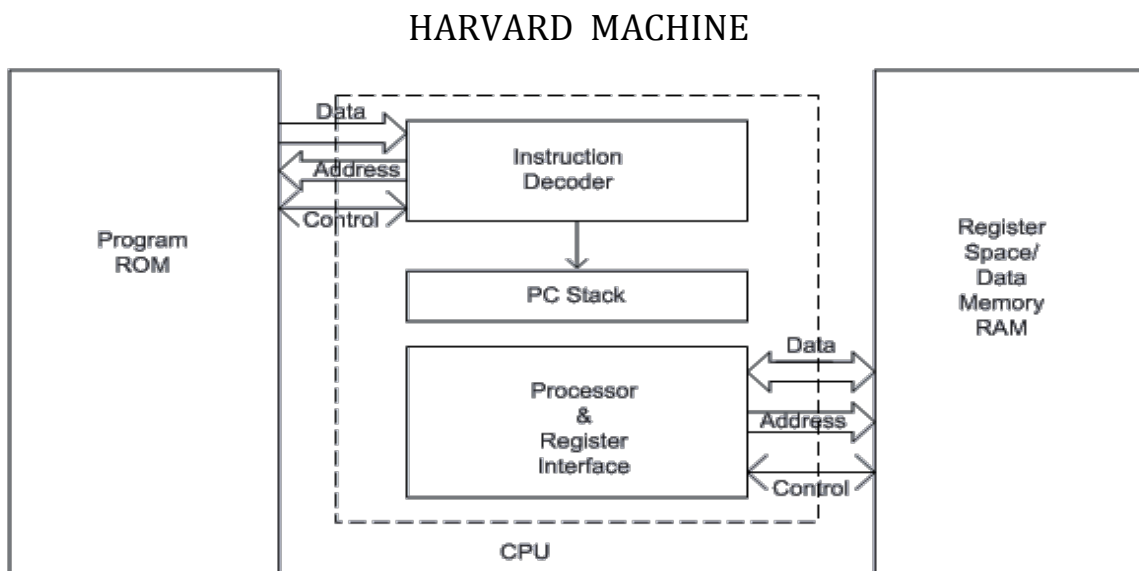 HARVARD MACHINE
Data
Address
Control
Program
ROM
Instruction
Decoder
PC Stack
Processor
&
Register
Interface
Data
Address
Control
Register
Space/
Data
Memory
RAM
CPU